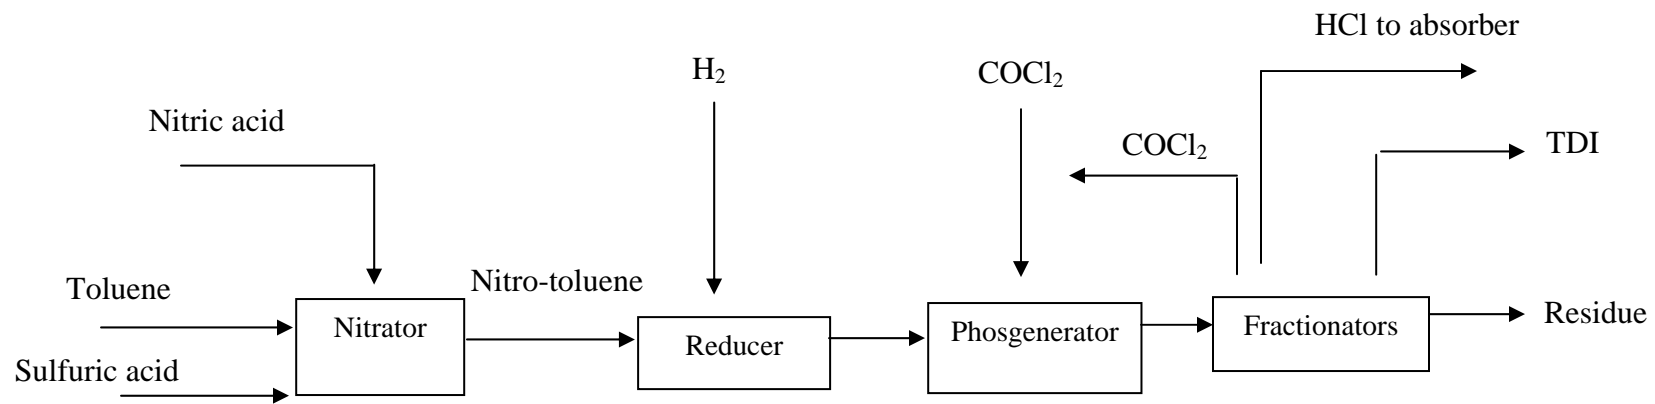 HCl to absorber
H₂
COCl₂
Nitric acid
COCl₂
TDI
Toluene
Nitro-toluene
Nitrator
Reducer
Phosgenerator
Fractionators
Residue
Sulfuric acid